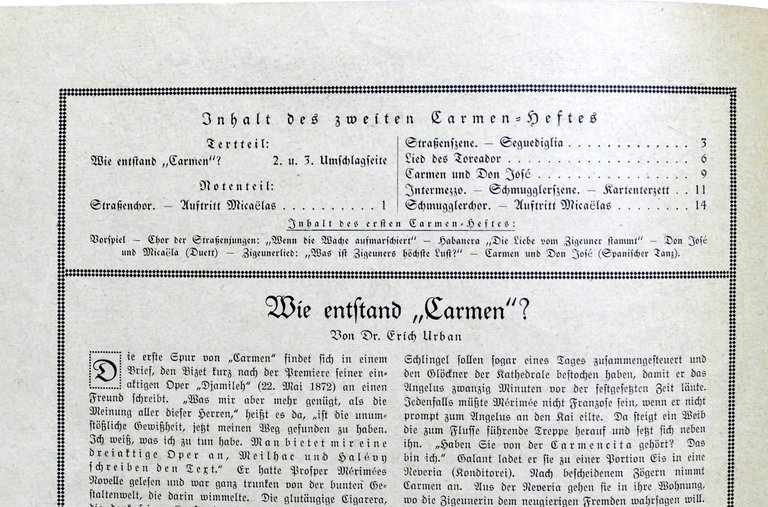 Inhalt des zweiten Carmen-Heftes
Textteil:
Wie entstand „Carmen“? 2. u. 3. Umschlagseite
Notenteil:
Straßenchor. — Auftritt Micaëlas . . . . . . . . . . 1
Straßenszene. — Seguediglia . . . . . . . . . . . . . 3
Lied des Toreador . . . . . . . . . . . . . . . . . . . 6
Carmen und Don José . . . . . . . . . . . . . . . . 9
Intermezzo. — Schmugglerszene. — Kartenterzett . . 11
Schmugglerchor. — Auftritt Micaëlas . . . . . . . . 14
Inhalt des ersten Carmen-Heftes:
Vorspiel — Chor der Straßenjungen: „Wenn die Wache aufmarschiert“ — Habanera „Die Liebe vom Zigeuner stammt“ — Don José
und Micaëla (Duett) — Zigeunerlied: „Was ist Zigeuners höchste Lust?“ — Carmen und Don José (Spanischer Tanz).
Wie entstand „Carmen“?
Von Dr. Erich Urban
Die erste Spur von „Carmen“ findet sich in einem
Brief, den Bizet kurz nach der Premiere seiner ein-
aktigen Oper „Djamileh“ (22. Mai 1872) an einen
Freund schreibt. „Was mir aber mehr genügt, als die
Meinung aller dieser Herren,“ heißt es da, „ist die unum-
stößliche Gewißheit, jetzt meinen Weg gefunden zu haben.
Ich weiß, was ich zu tun habe. Man bietet mir eine
dreiaktige Oper an, Meilhac und Halévy
schreiben den Text.“ Er hatte Prosper Mérimées
Novelle gelesen und war ganz trunken von der bunten Ge-
staltenwelt, die darin wimmelte. Die glutäugige Cigarera,
Schlingel sollen sogar eines Tages zusammengesteuert und
den Glöckner der Kathedrale bestochen haben, damit er das
Angelus zwanzig Minuten vor der festgesetzten Zeit läute.
Jedenfalls müßte Mérimée nicht Franzose sein, wenn er nicht
prompt zum Angelus an den Kai eilte. Da steigt ein Weib
die zum Flusse führende Treppe herauf und setzt sich neben
ihn. „Haben Sie von der Carmencita gehört? Das
bin ich.“ Galant ladet er sie zu einer Portion Eis in eine
Neveria (Konditorei). Nach bescheidenem Zögern nimmt
Carmen an. Aus der Neveria gehen sie in ihre Wohnung,
wo die Zigeunerin dem neugierigen Fremden wahrsagen will.